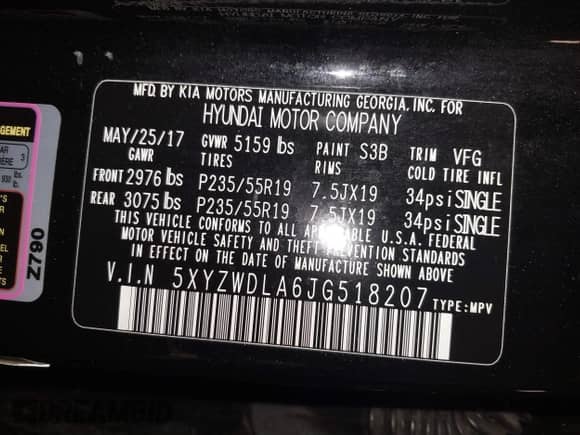 MFD. BY KIA MOTORS MANUFACTURING GEORGIA, INC. FOR
HYUNDAI MOTOR COMPANY
MAY/25/17 GVWR 5159 lbs PAINT S3B TRIM VFG
GAWR TIRES RIMS COLD TIRE INFL
FRONT 2976 lbs P235/55R19 7.5JX19 34psi SINGLE
REAR 3075 lbs P235/55R19 7.5JX19 34psi SINGLE
THIS VEHICLE CONFORMS TO ALL APPLICABLE U.S.A. FEDERAL
MOTOR VEHICLE SAFETY AND THEFT PREVENTION STANDARDS
IN EFFECT ON THE DATE OF MANUFACTURE SHOWN ABOVE
V.I.N 5XYZWDLA6JG518207 TYPE: MPV
Z790
3
930 lbs.